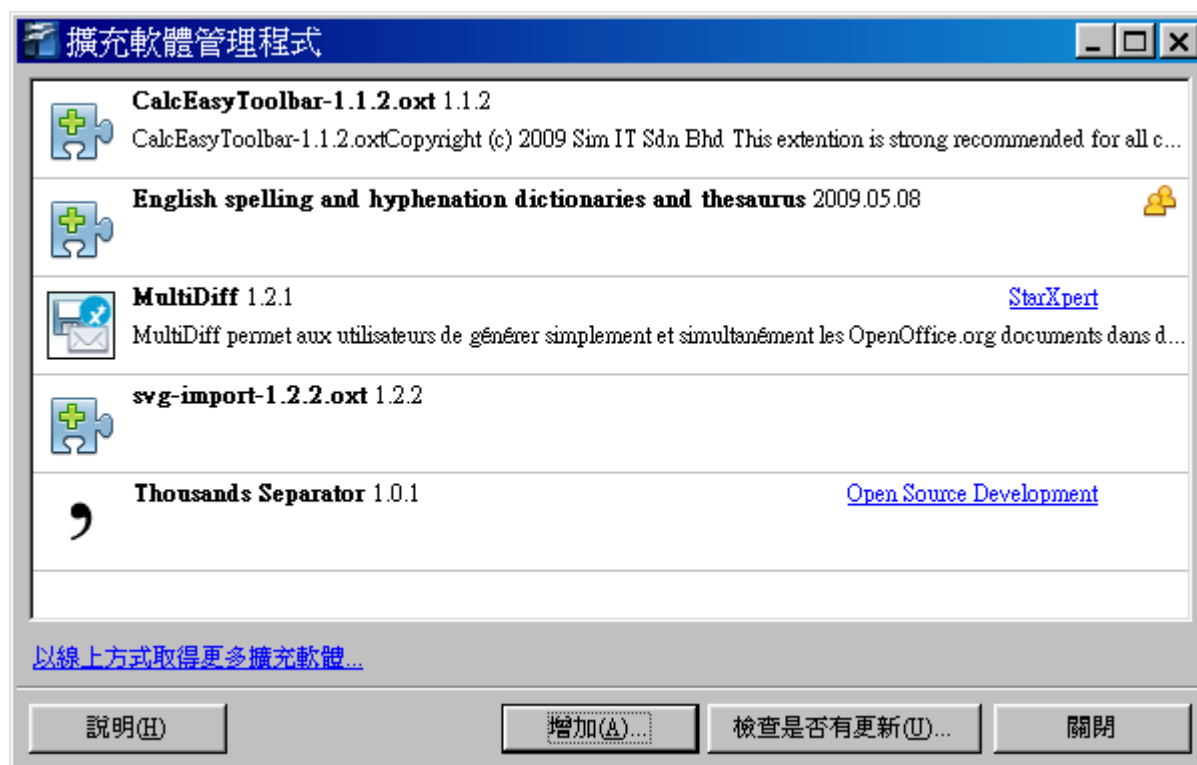 擴充軟體管理程式
CalcEasyToolbar-1.1.2.oxt 1.1.2
CalcEasyToolbar-1.1.2.oxtCopyright (c) 2009 Sim IT Sdn Bhd This extention is strong recommended for all c...
English spelling and hyphenation dictionaries and thesaurus 2009.05.08
MultiDiff 1.2.1 StarXpert
MultiDiff permet aux utilisateurs de générer simplement et simultanément les OpenOffice.org documents dans d...
svg-import-1.2.2.oxt 1.2.2
Thousands Separator 1.0.1 Open Source Development
以線上方式取得更多擴充軟體...
說明(H) 增加(A)... 檢查是否有更新(U)... 關閉